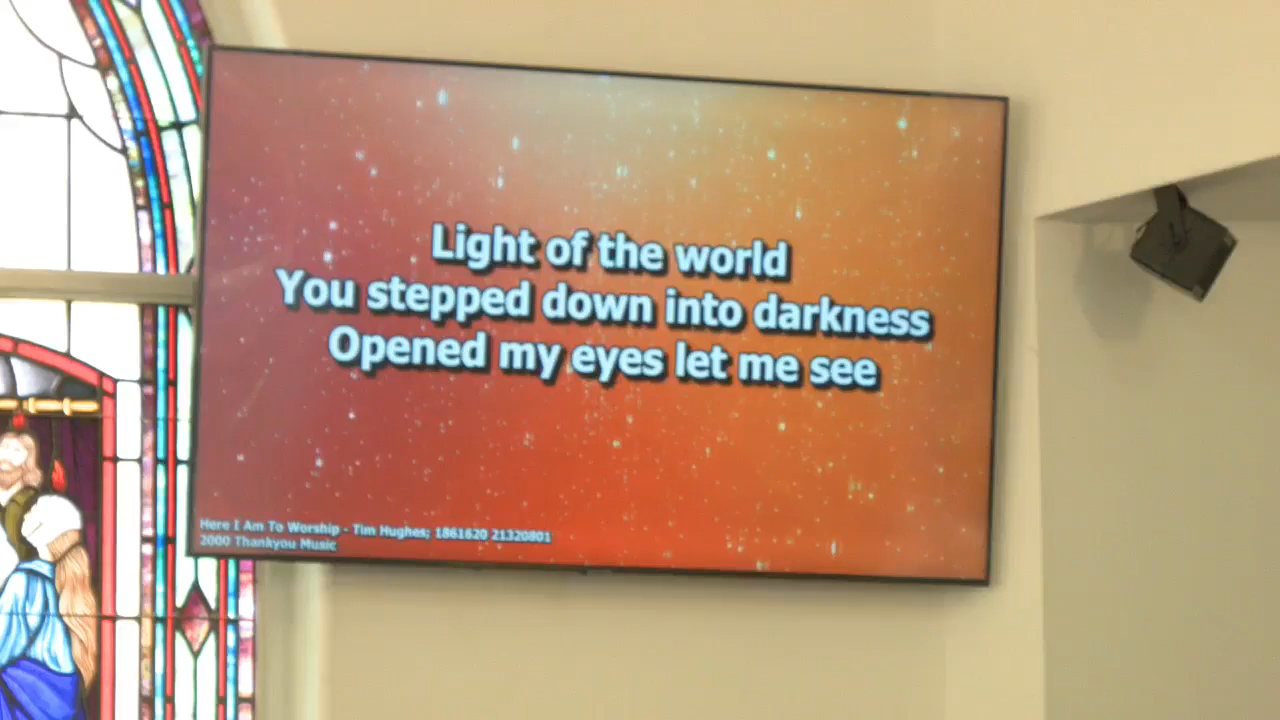 Light of the world
You stepped down into darkness
Opened my eyes let me see
Here I Am To Worship - Tim Hughes; 1861620 21320801
2000 Thankyou Music